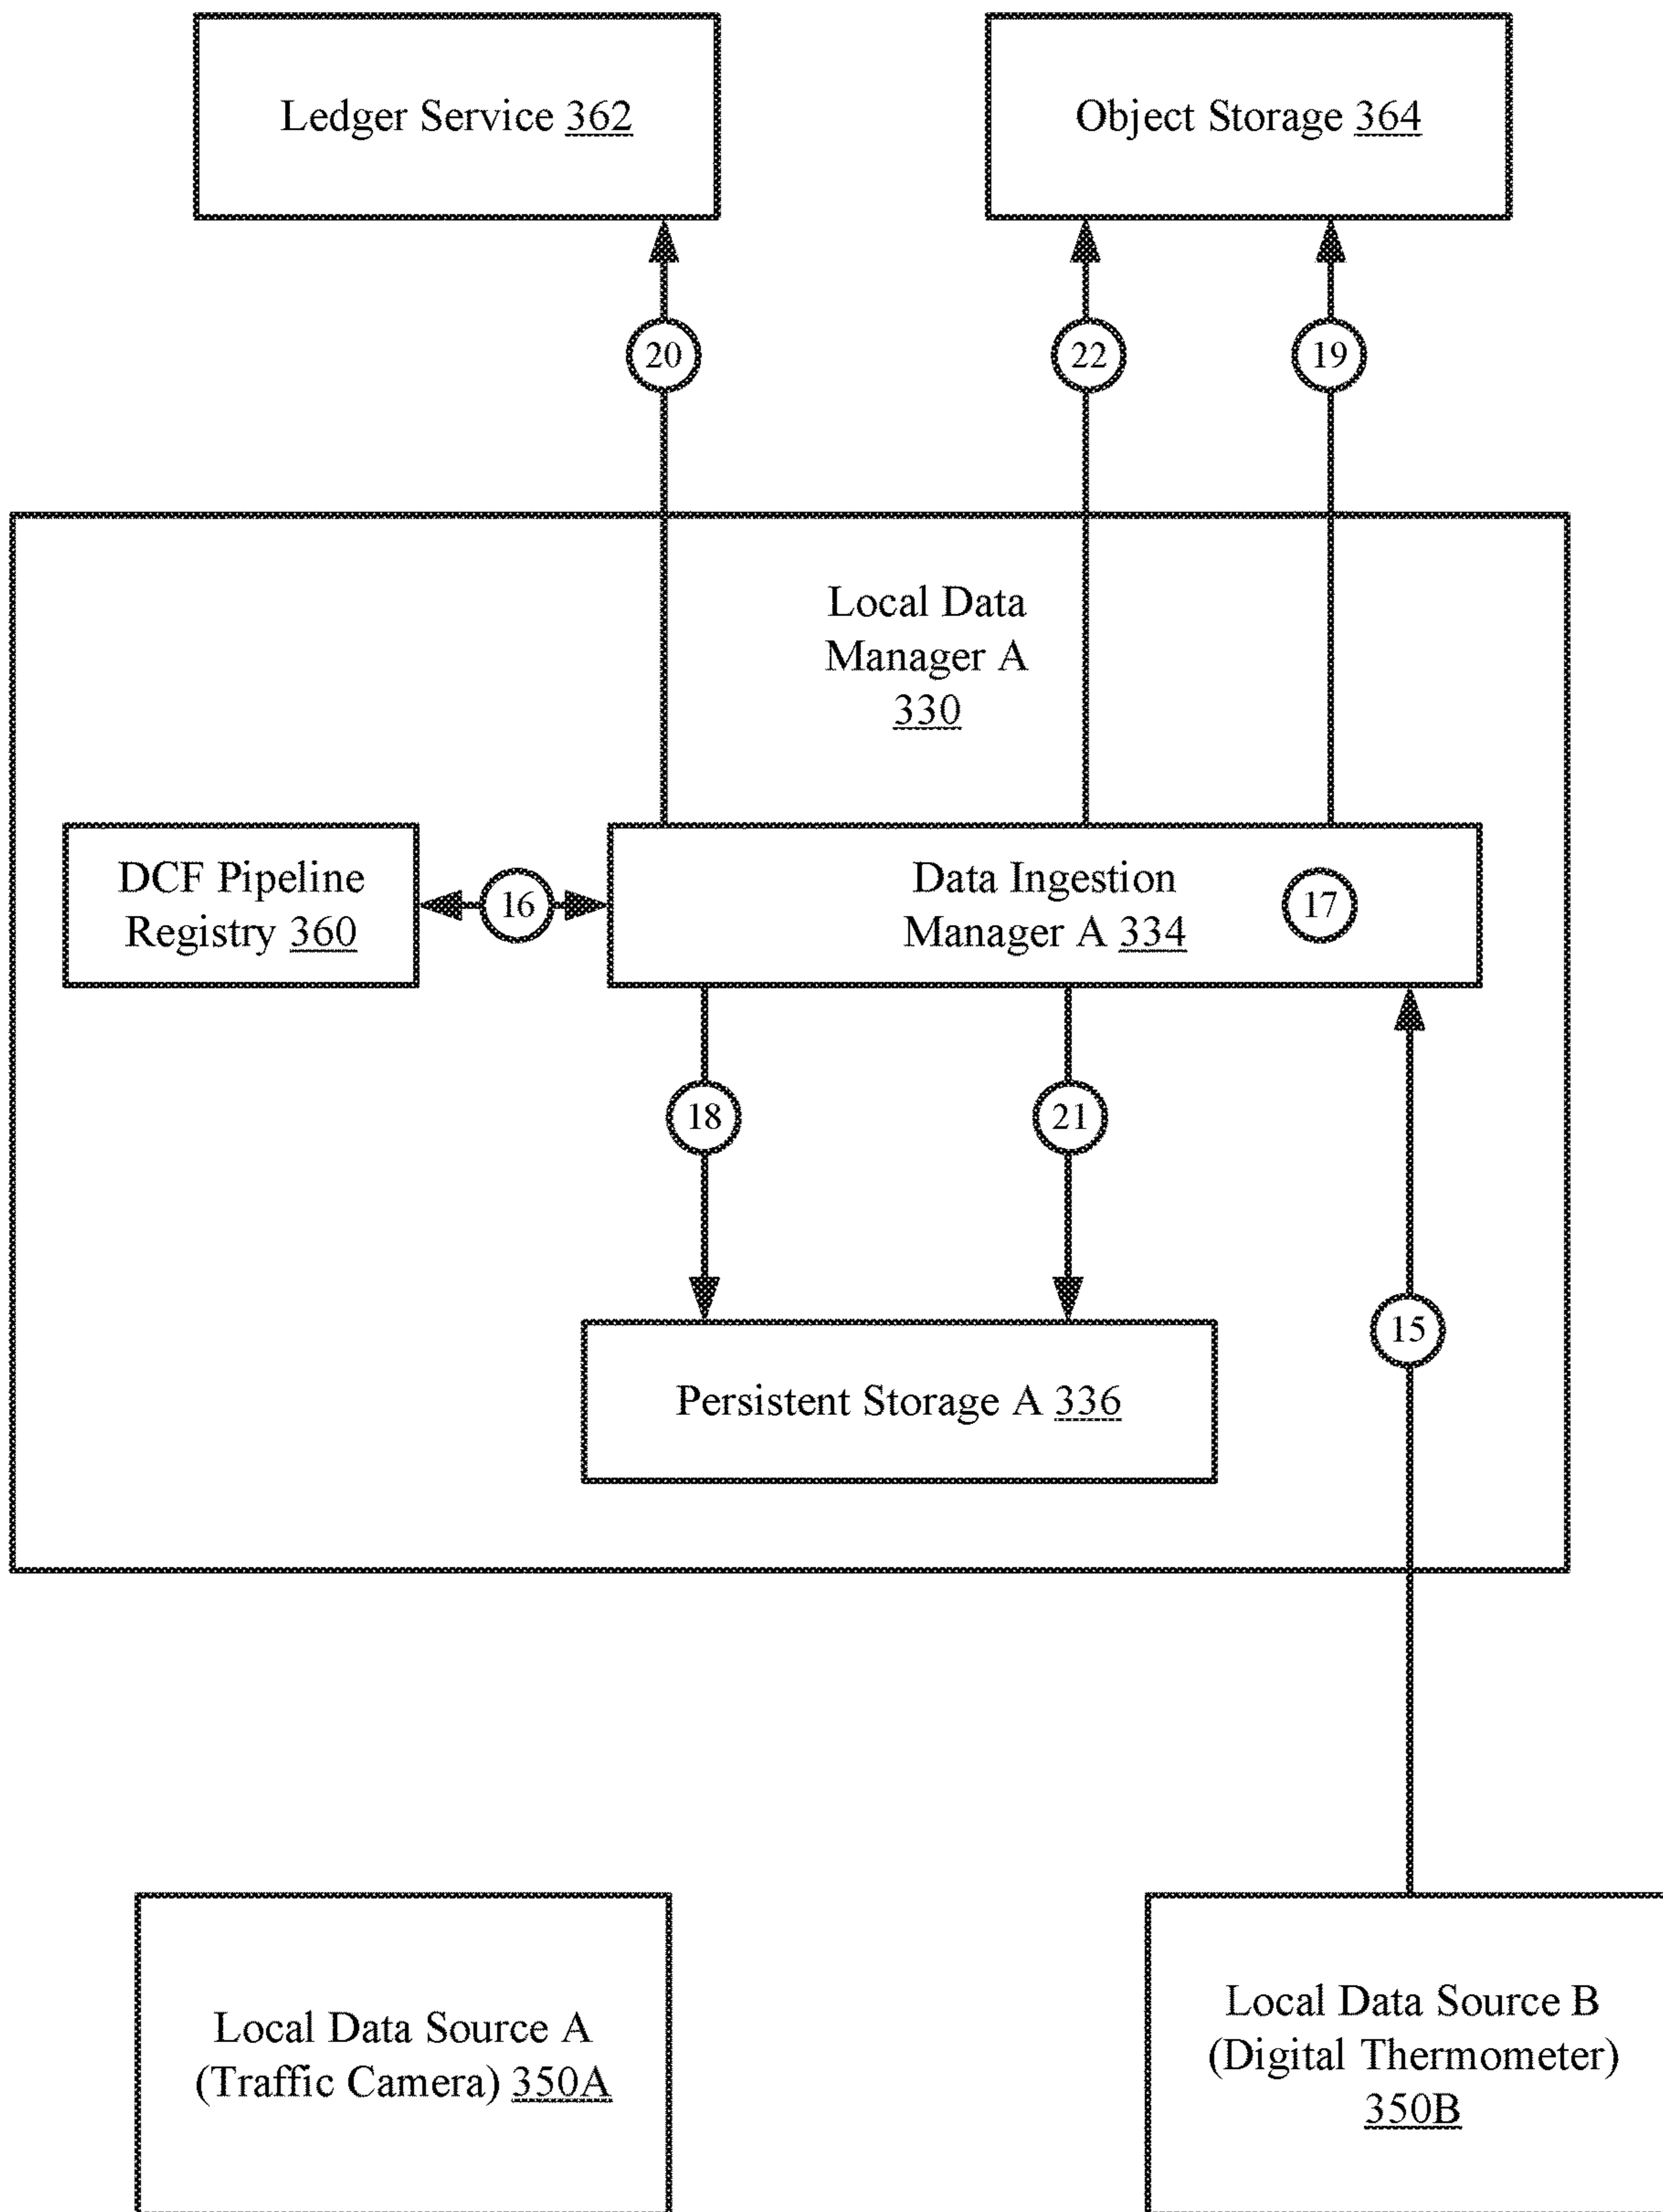 Ledger Service 362
Object Storage 364
20
22
19
Local Data
Manager A
330
DCF Pipeline
Registry 360
16
Data Ingestion
Manager A 334
17
18
21
15
Persistent Storage A 336
Local Data Source A
(Traffic Camera) 350A
Local Data Source B
(Digital Thermometer)
350B